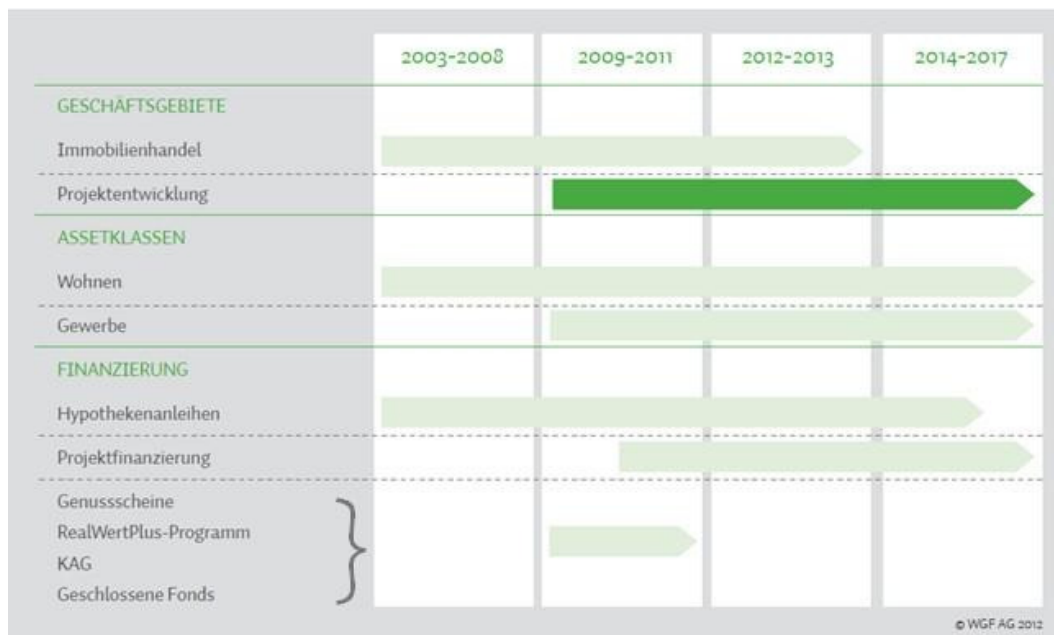 2003-2008 2009-2011 2012-2013 2014-2017
GESCHÄFTSGEBIETE
Immobilienhandel
Projektentwicklung
ASSETKLASSEN
Wohnen
Gewerbe
FINANZIERUNG
Hypothekenanleihen
Projektfinanzierung
Genussscheine
RealWertPlus-Programm
KAG
Geschlossene Fonds
© WGF AG 2012